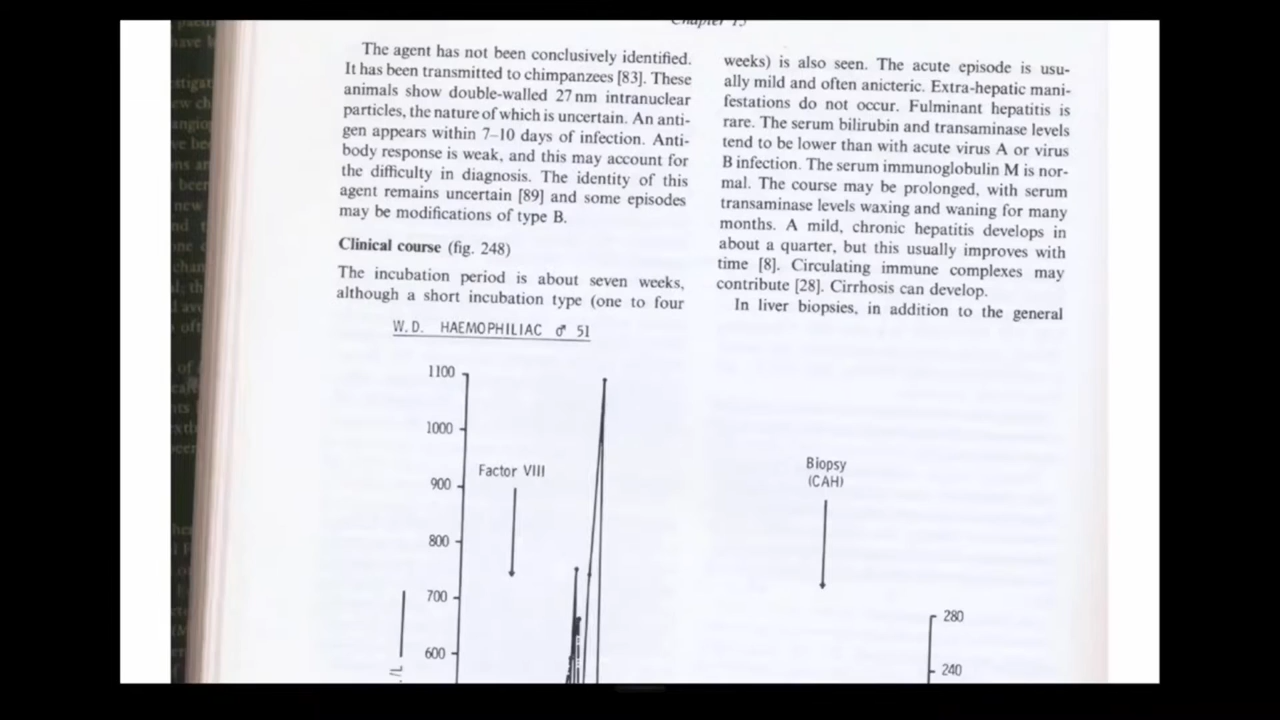 Chapter 15
The agent has not been conclusively identified.
It has been transmitted to chimpanzees [83]. These
animals show double-walled 27 nm intranuclear
particles, the nature of which is uncertain. An anti-
gen appears within 7–10 days of infection. Anti-
body response is weak, and this may account for
the difficulty in diagnosis. The identity of this
agent remains uncertain [89] and some episodes
may be modifications of type B.
Clinical course (fig. 248)
The incubation period is about seven weeks,
although a short incubation type (one to four
weeks) is also seen. The acute episode is usu-
ally mild and often anicteric. Extra-hepatic mani-
festations do not occur. Fulminant hepatitis is
rare. The serum bilirubin and transaminase levels
tend to be lower than with acute virus A or virus
B infection. The serum immunoglobulin M is nor-
mal. The course may be prolonged, with serum
transaminase levels waxing and waning for many
months. A mild, chronic hepatitis develops in
about a quarter, but this usually improves with
time [8]. Circulating immune complexes may
contribute [28]. Cirrhosis can develop.
In liver biopsies, in addition to the general
W.D. HAEMOPHILIAC ♂ 51
1100
1000
900
800
700
600
Factor VIII
Biopsy
(CAH)
280
240